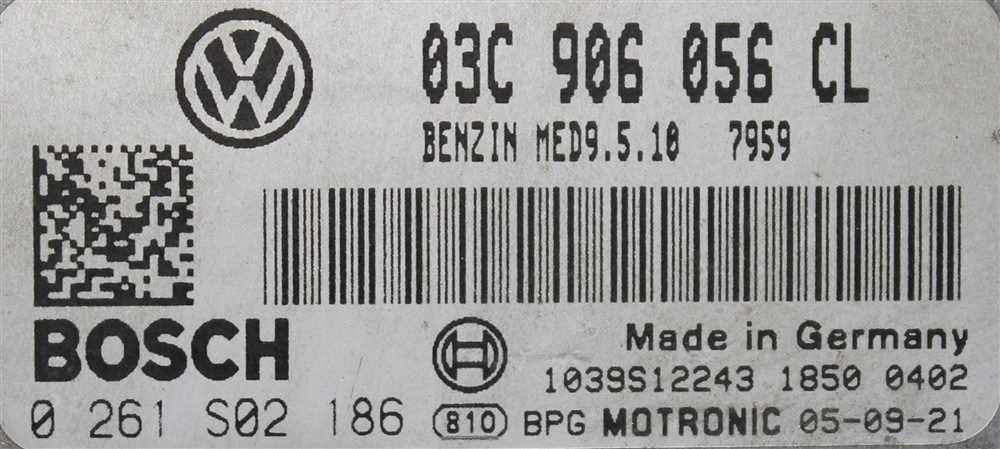 03C 906 056 CL
BENZIN MED9.5.10 7959
BOSCH
Made in Germany
1039S12243 1850 0402
0 261 S02 186 810 BPG MOTRONIC 05-09-21